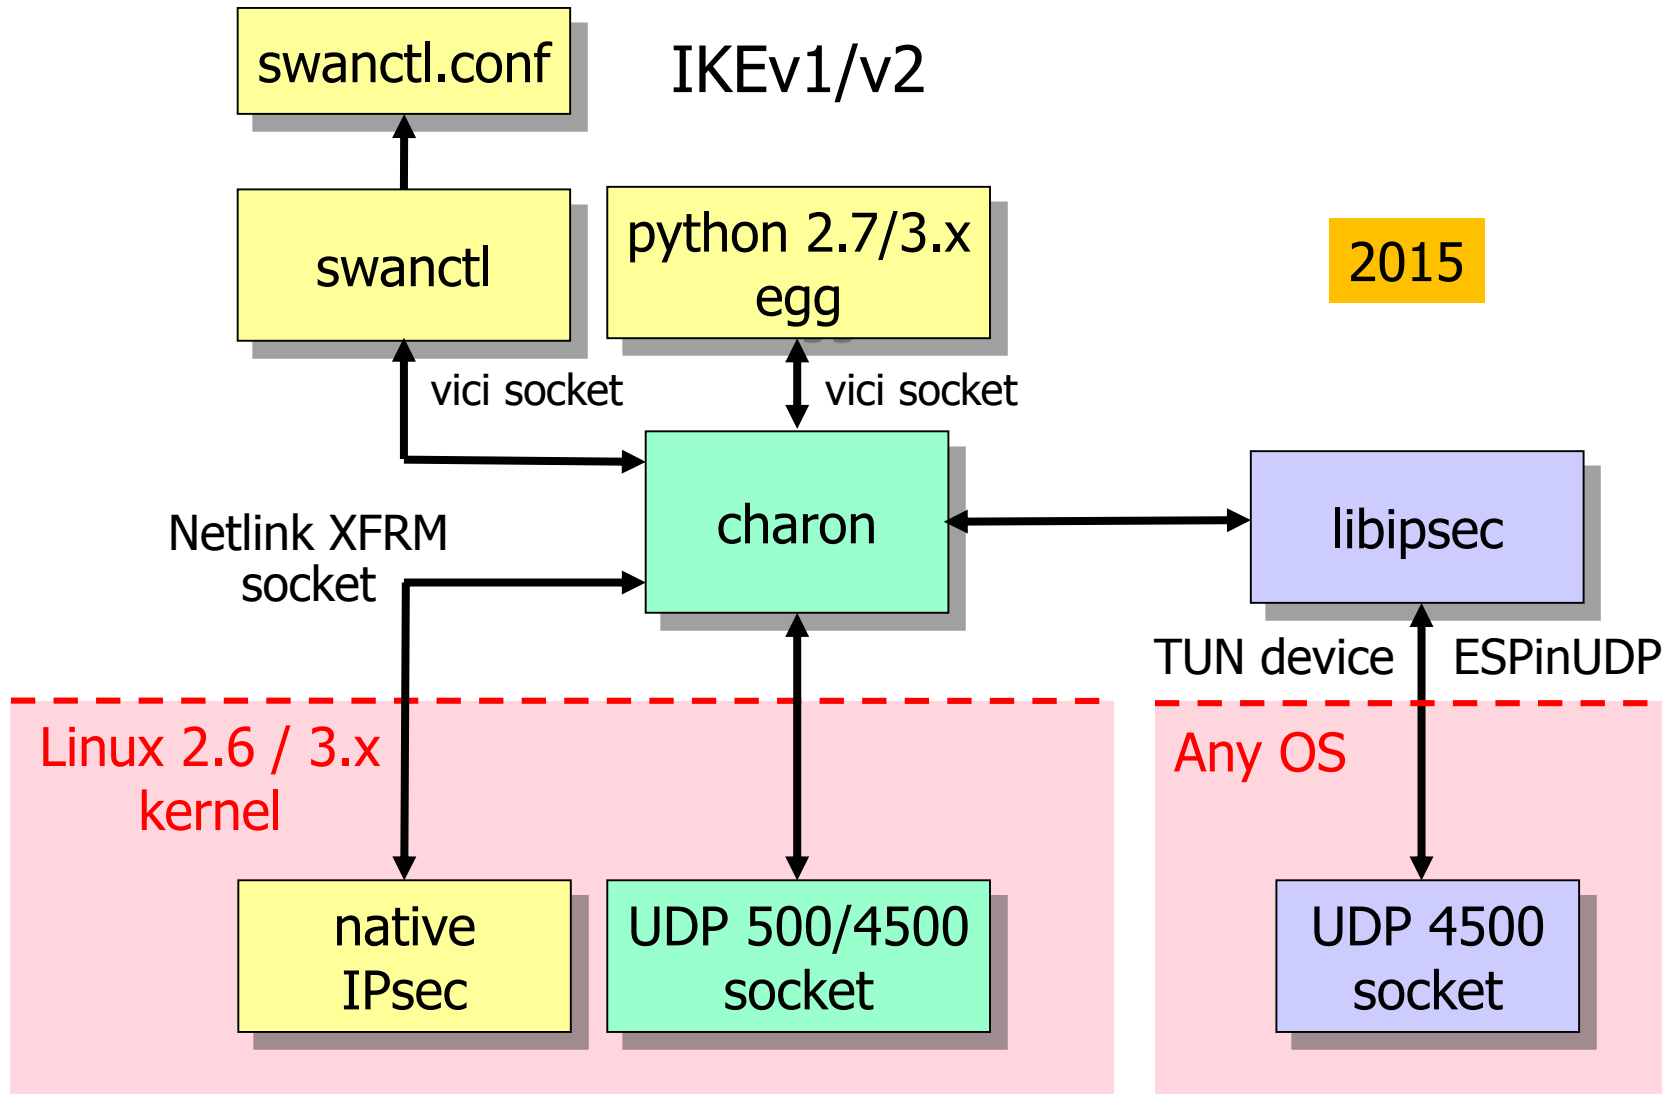 swanctl.conf
IKEv1/v2
swanctl
python 2.7/3.x
egg
2015
vici socket
vici socket
charon
libipsec
Netlink XFRM
socket
TUN device
ESPinUDP
Linux 2.6 / 3.x
kernel
Any OS
native
IPsec
UDP 500/4500
socket
UDP 4500
socket